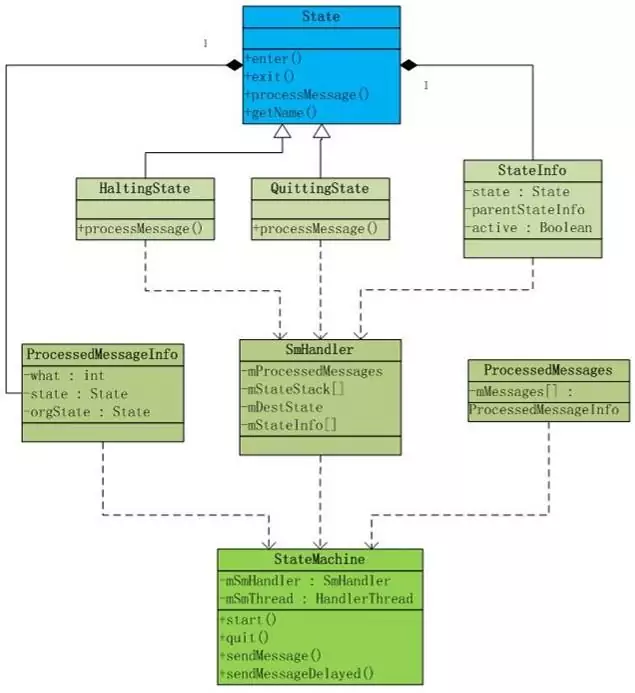 State
1
+enter()
+exit()
+processMessage()
+getName()
1
HaltingState
+processMessage()
QuittingState
+processMessage()
StateInfo
-state : State
-parentStateInfo
-active : Boolean
ProcessedMessageInfo
-what : int
-state : State
-orgState : State
SmHandler
-mProcessedMessages
-mStateStack[]
-mDestState
-mStateInfo[]
ProcessedMessages
-mMessages[] :
ProcessedMessageInfo
StateMachine
-mSmHandler : SmHandler
-mSmThread : HandlerThread
+start()
+quit()
+sendMessage()
+sendMessageDelayed()